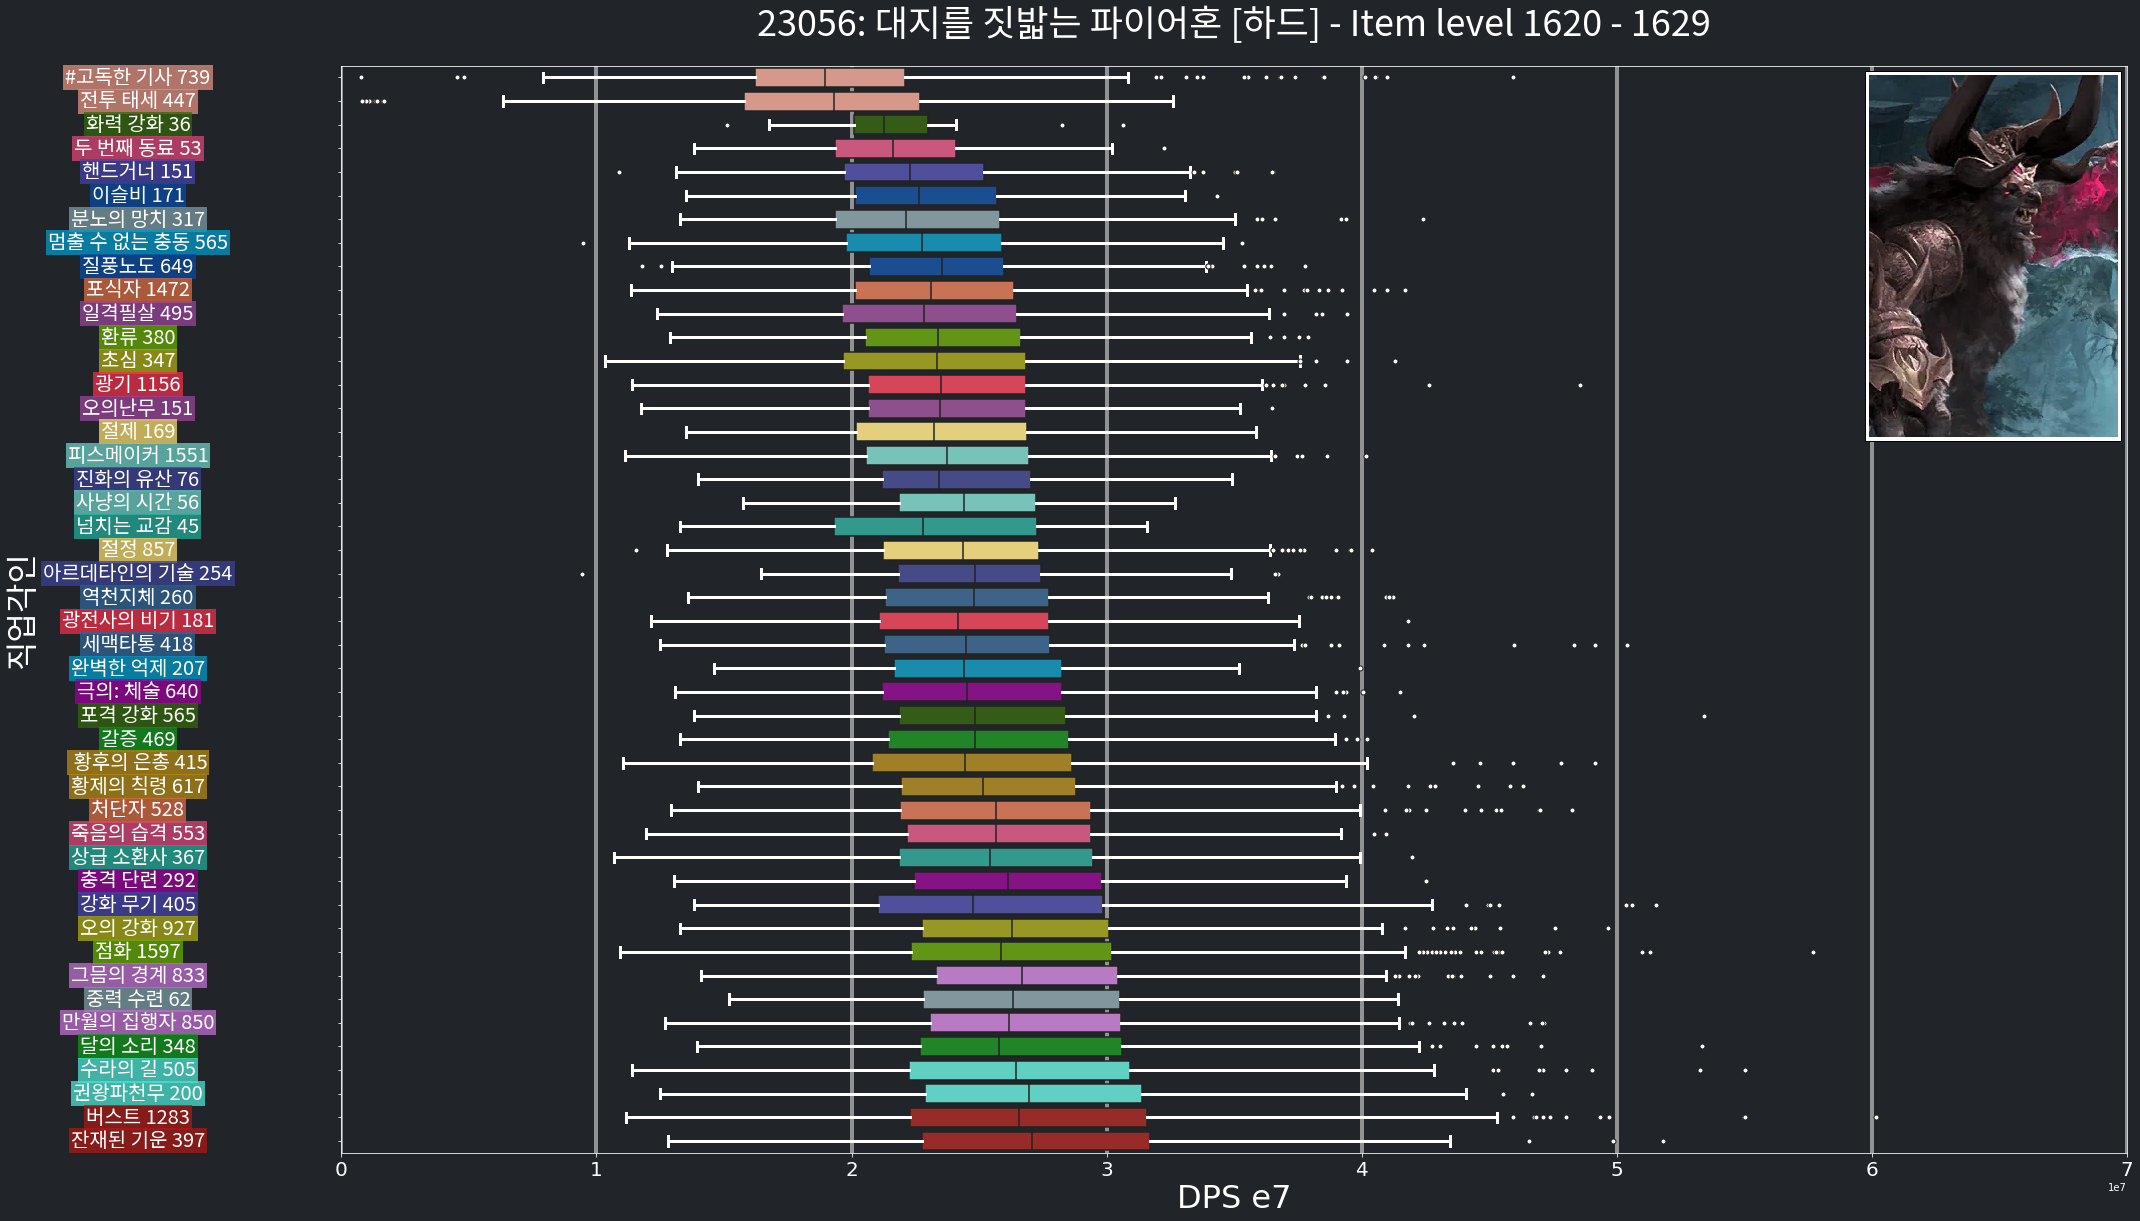 23056: 대지를 짓밟는 파이어혼 [하드] - Item level 1620 - 1629
#고독한 기사 739
전투 태세 447
화력 강화 36
두 번째 동료 53
핸드거너 151
이슬비 171
분노의 망치 317
멈출 수 없는 충동 565
질풍노도 649
포식자 1472
일격필살 495
환류 380
초심 347
광기 1156
오의난무 151
절제 169
피스메이커 1551
진화의 유산 76
사냥의 시간 56
넘치는 교감 45
절정 857
아르데타인의 기술 254
역천지체 260
광전사의 비기 181
세맥타통 418
완벽한 억제 207
극의: 체술 640
포격 강화 565
갈증 469
황후의 은총 415
황제의 칙령 617
처단자 528
죽음의 습격 553
상급 소환사 367
충격 단련 292
강화 무기 405
오의 강화 927
점화 1597
그믐의 경계 833
중력 수련 62
만월의 집행자 850
달의 소리 348
수라의 길 505
권왕파천무 200
버스트 1283
잔재된 기운 397
직업각인
0 1 2 3 4 5 6 7
1e7
DPS e7